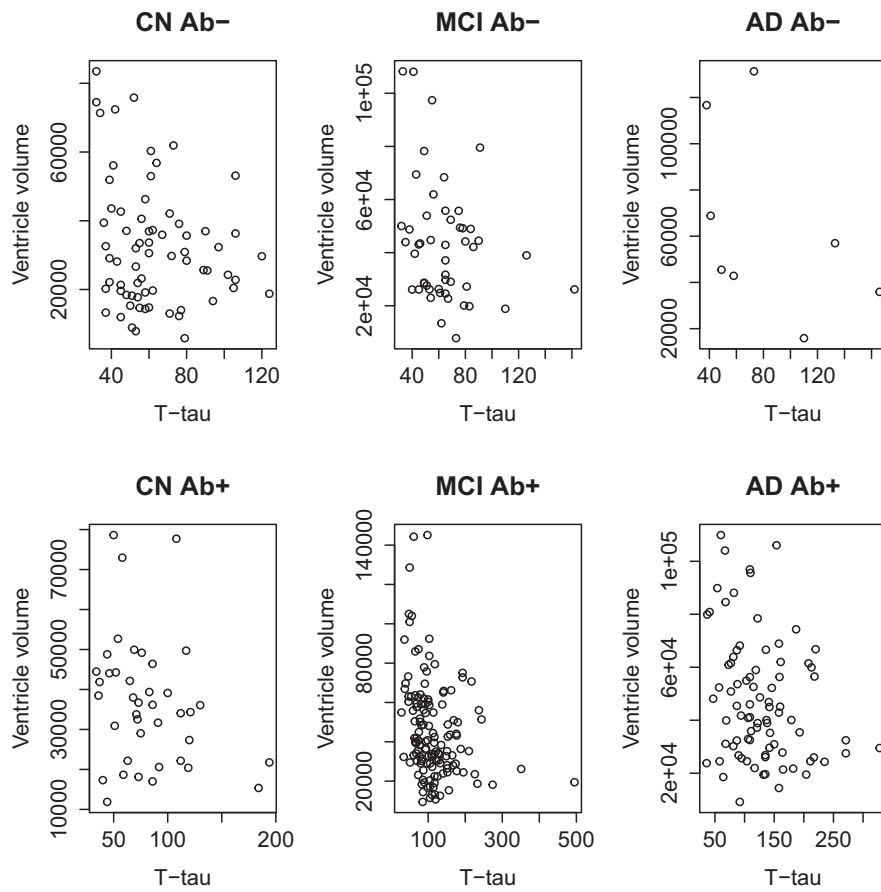 CN Ab−
MCI Ab−
AD Ab−
Ventricle volume
20000
60000
40
60
80
120
T−tau
Ventricle volume
2e+04
6e+04
1e+05
40
80
120
160
T−tau
Ventricle volume
20000
60000
100000
40
80
120
160
T−tau
CN Ab+
MCI Ab+
AD Ab+
Ventricle volume
10000
30000
50000
70000
50
100
200
T−tau
Ventricle volume
20000
80000
140000
100
300
500
T−tau
Ventricle volume
2e+04
6e+04
1e+05
50
150
250
T−tau